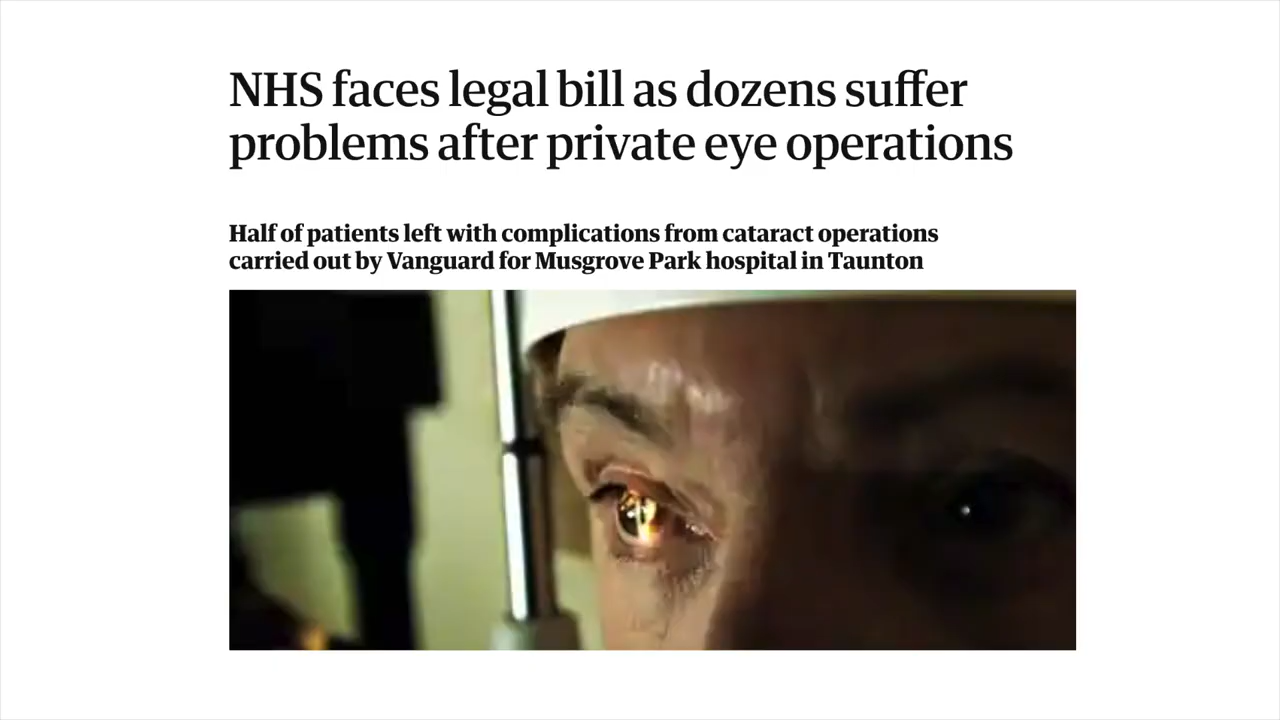 NHS faces legal bill as dozens suffer
problems after private eye operations
Half of patients left with complications from cataract operations
carried out by Vanguard for Musgrove Park hospital in Taunton